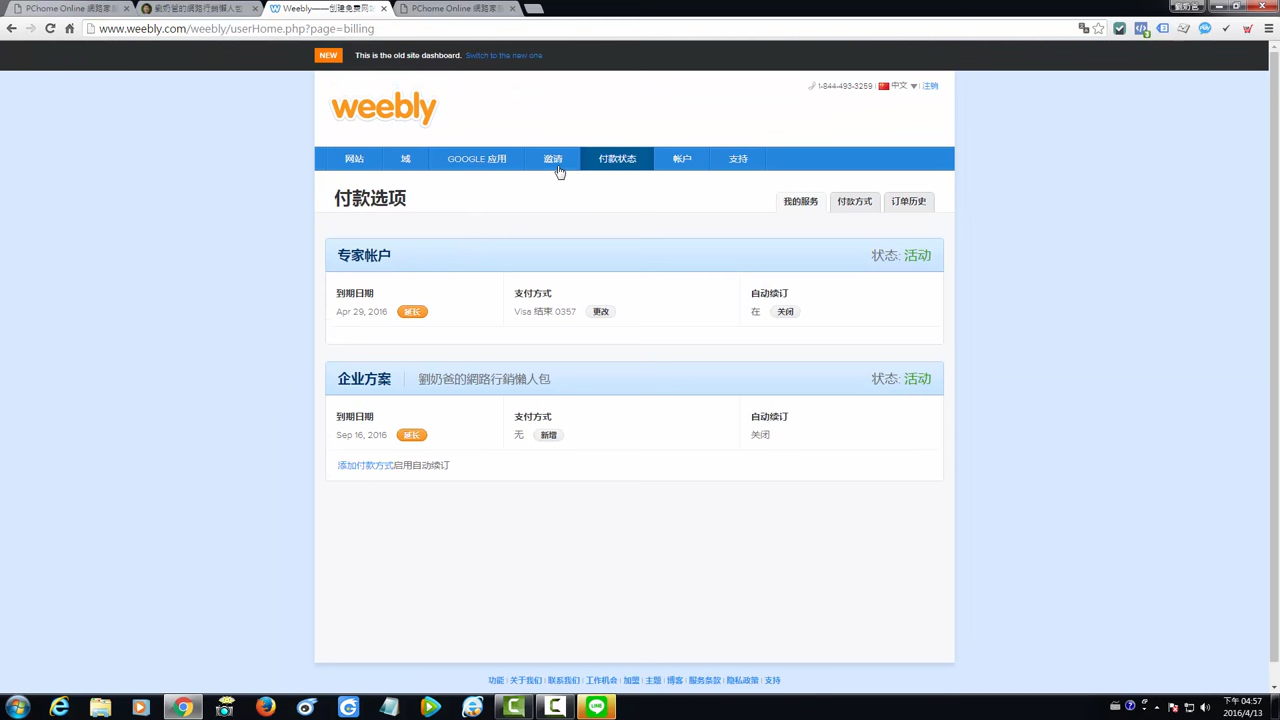 PChome Online 網路家
劉奶爸的網路行銷懶人包
Weebly——创建免费网
PChome Online 網路家
劉奶爸
www.weebly.com/weebly/userHome.php?page=billing
NEW This is the old site dashboard. Switch to the new one
weebly
1-844-493-3259 | 中文 | 注销
网站 域 GOOGLE 应用 邀请 付款状态 帐户 支持
付款选项
我的服务 付款方式 订单历史
专家帐户 状态: 活动
到期日期 支付方式 自动续订
Apr 29, 2016 延长 Visa 结束 0357 更改 在 关闭
企业方案 劉奶爸的網路行銷懶人包 状态: 活动
到期日期 支付方式 自动续订
Sep 16, 2016 延长 无 新增 关闭
添加付款方式启用自动续订
功能 | 关于我们 | 联系我们 | 工作机会 | 加盟 | 主题 | 博客 | 服务条款 | 隐私政策 | 支持
下午 04:57
2016/4/13